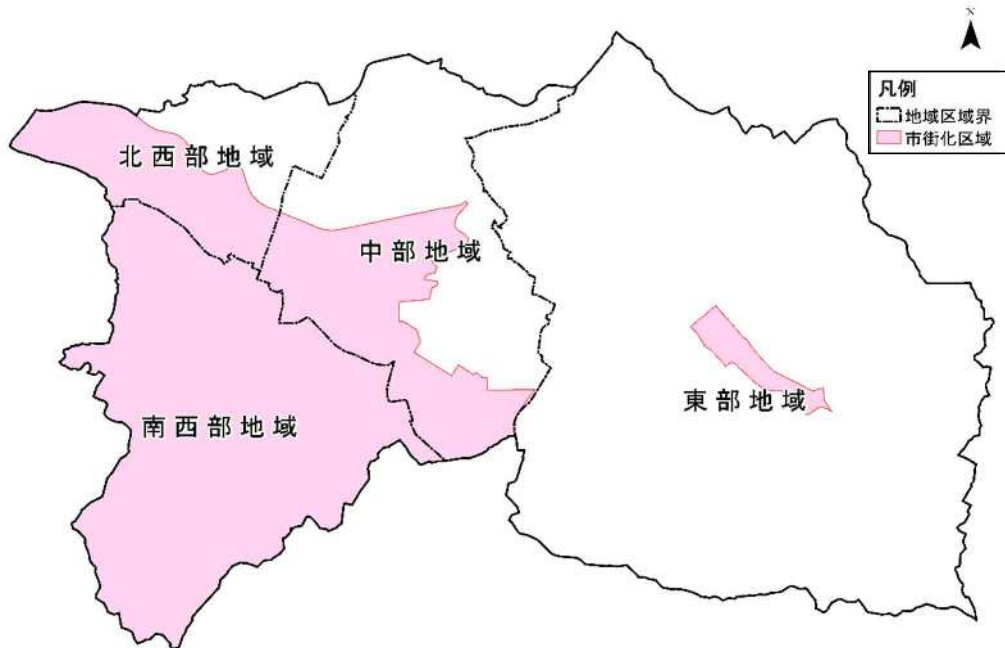 N
凡例
地域区域界
市街化区域
北西部地域
中部地域
東部地域
南西部地域